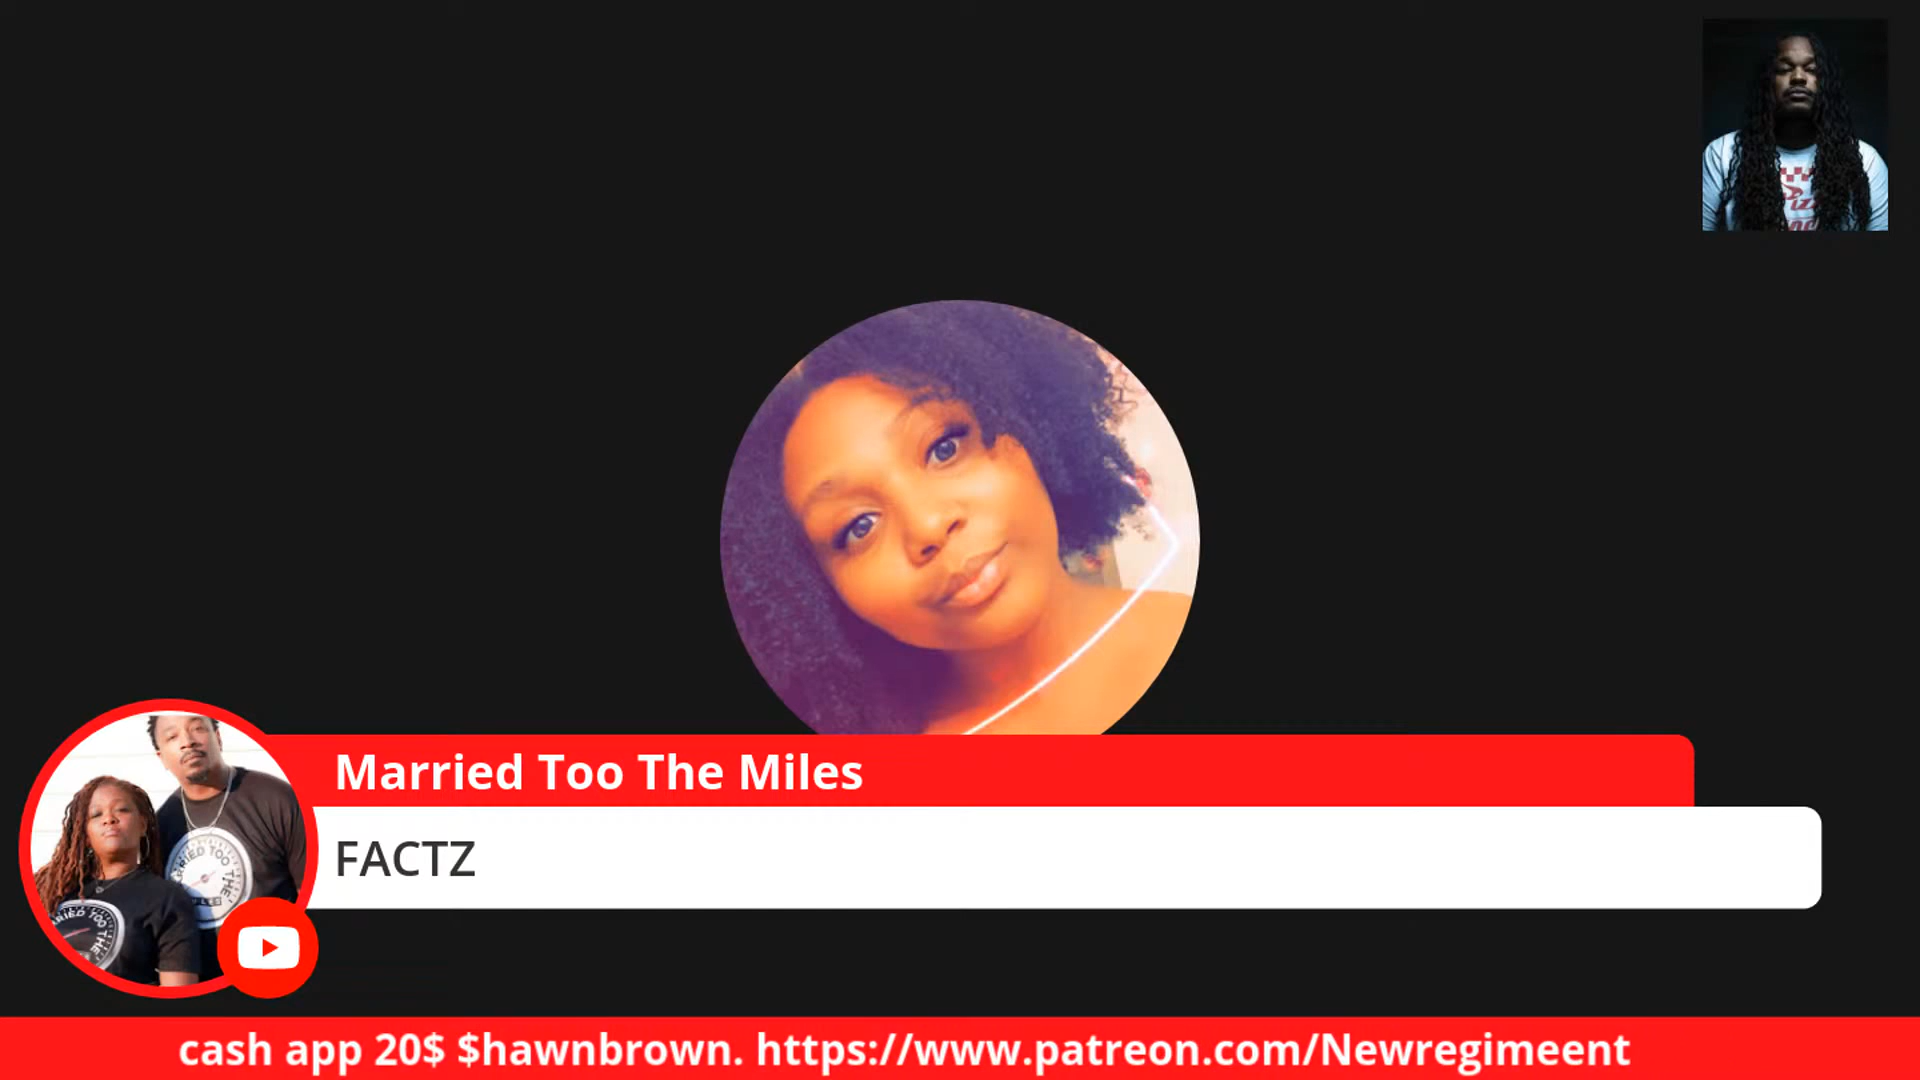 Married Too The Miles
FACTZ
cash app 20$ $hawnbrown. https://www.patreon.com/Newregimeent